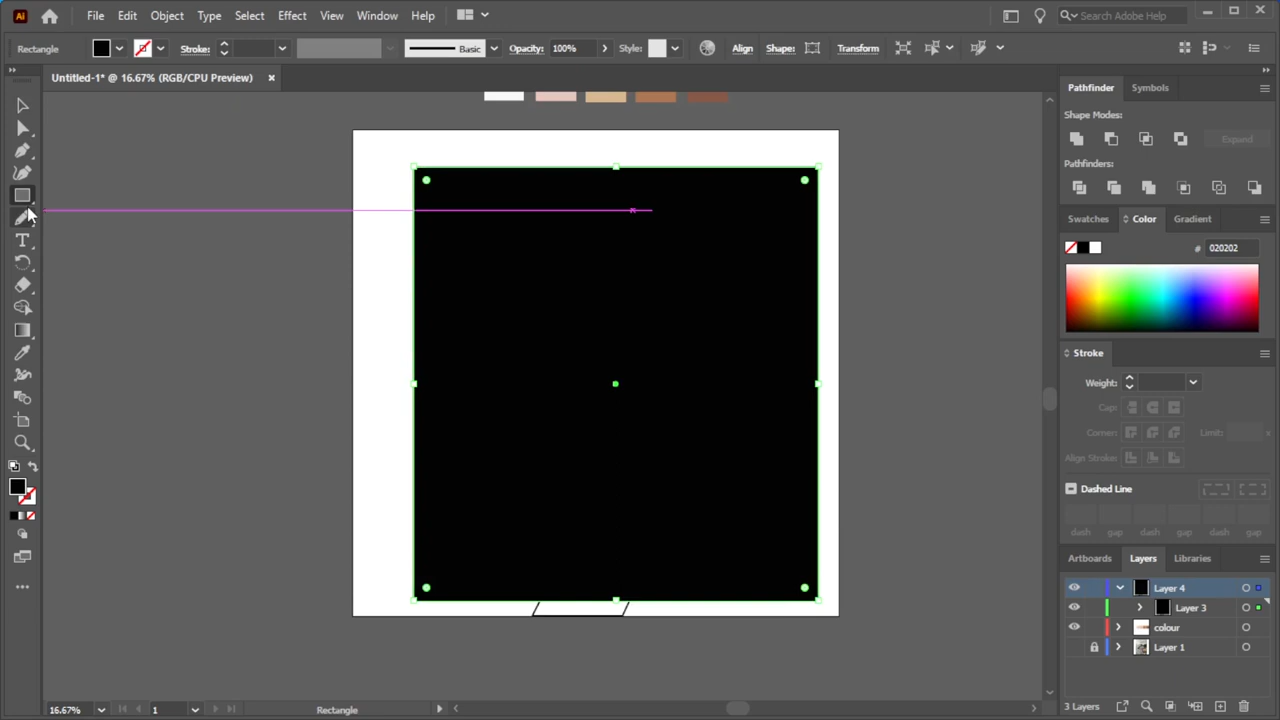 Ai File Edit Object Type Select Effect View Window Help Search Adobe Help
Rectangle Stroke: Basic Opacity: 100% Style: Align Shape: Transform
Untitled-1* @ 16.67% (RGB/CPU Preview)
Pathfinder Symbols
Shape Modes:
Expand
Pathfinders:
Swatches Color Gradient
# 020202
Stroke
Weight:
Cap:
Corner: Limit:
Align Stroke:
Dashed Line
dash gap dash gap dash gap
Artboards Layers Libraries
Layer 4
Layer 3
colour
Layer 1
3 Layers
16.67% 1 Rectangle